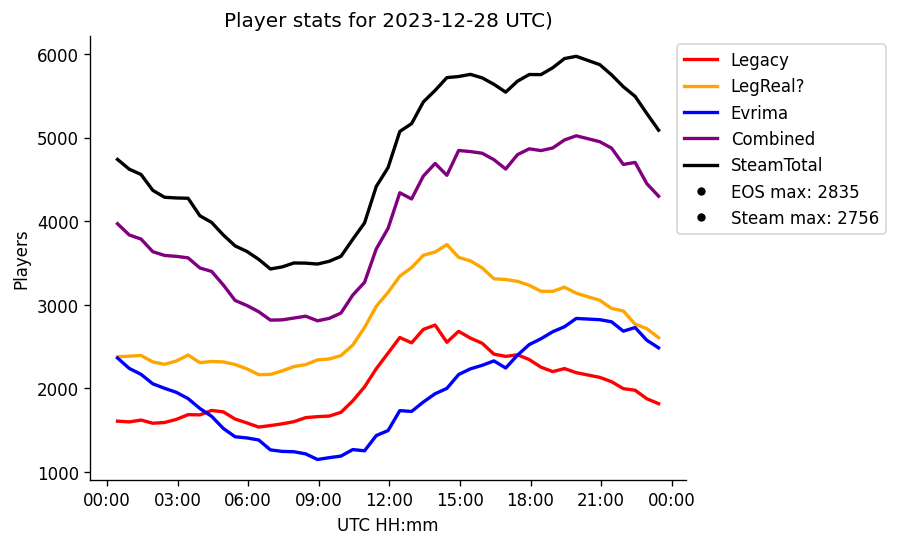 Player stats for 2023-12-28 UTC)
Legacy
LegReal?
Evrima
Combined
SteamTotal
EOS max: 2835
Steam max: 2756
6000
5000
4000
3000
2000
1000
Players
00:00 03:00 06:00 09:00 12:00 15:00 18:00 21:00 00:00
UTC HH:mm